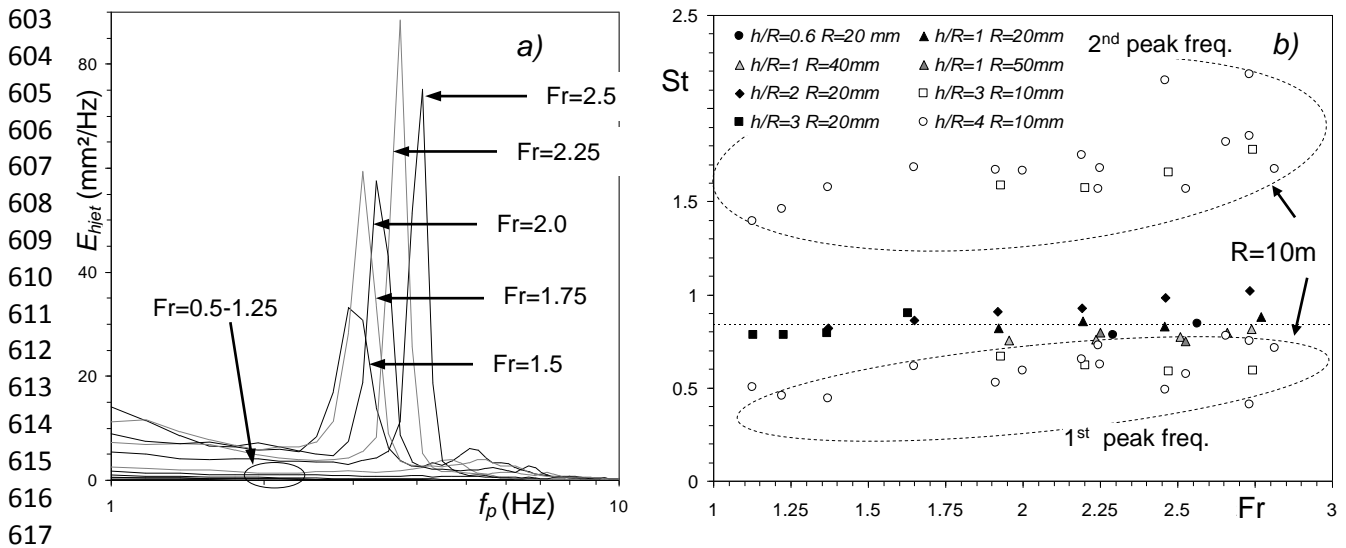 603
604
605
606
607
608
609
610
611
612
613
614
615
616
617
a)
E_hjet (mm²/Hz)
80
60
40
20
0
Fr=2.5
Fr=2.25
Fr=2.0
Fr=1.75
Fr=1.5
Fr=0.5-1.25
1
f_p (Hz)
10
b)
St
2.5
2
1.5
1
0.5
0
h/R=0.6 R=20 mm
h/R=1 R=20mm
h/R=1 R=40mm
h/R=1 R=50mm
h/R=2 R=20mm
h/R=3 R=10mm
h/R=3 R=20mm
h/R=4 R=10mm
2nd peak freq.
R=10m
1st peak freq.
1
1.25
1.5
1.75
2
2.25
2.5
Fr
3